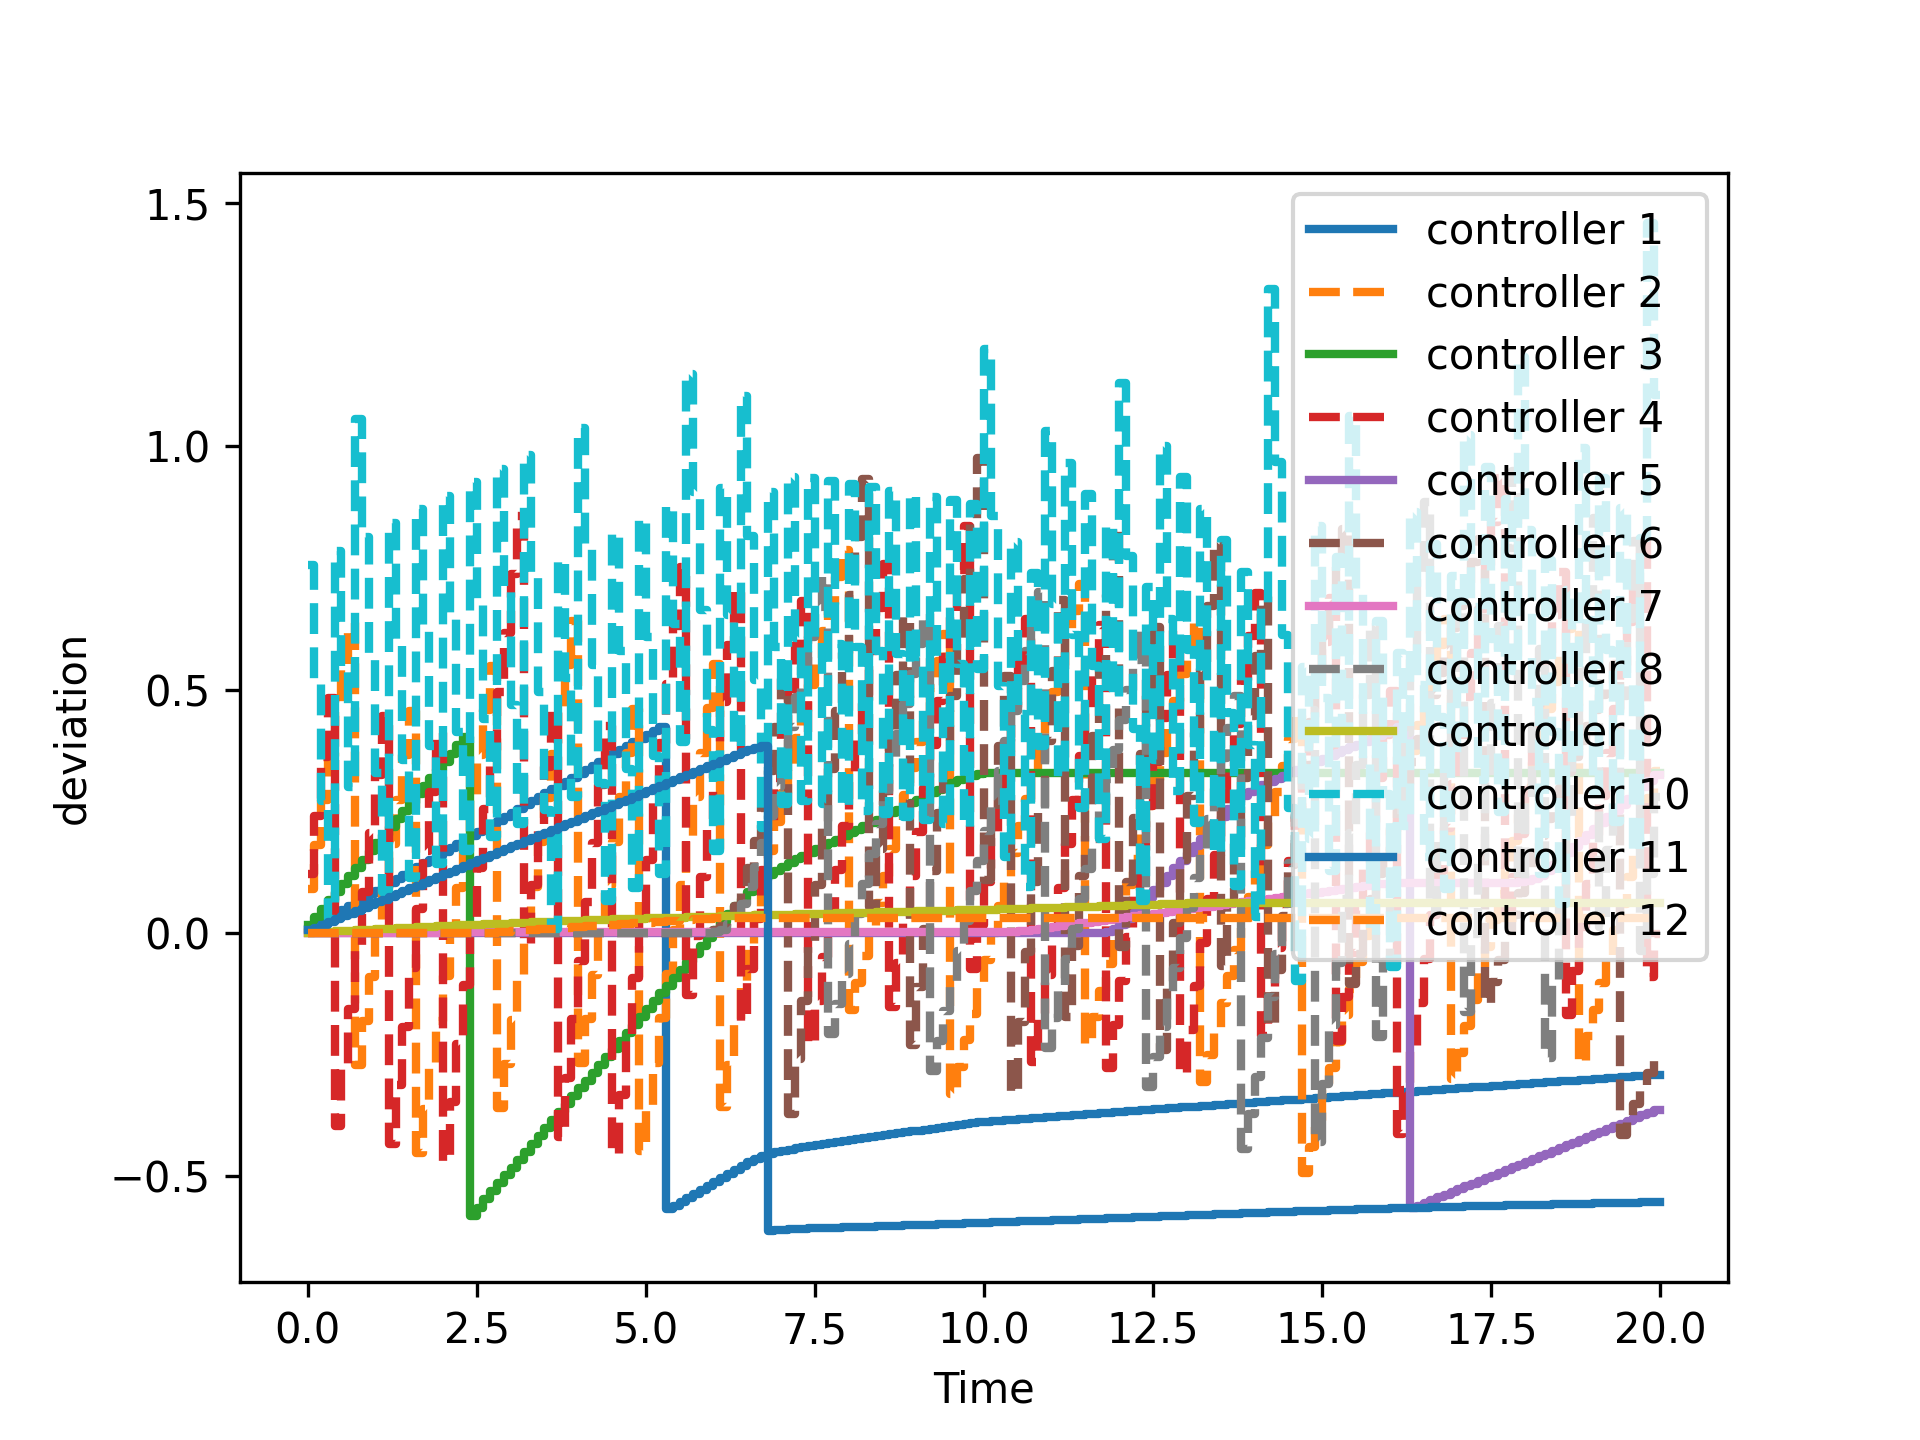 1.5
1.0
0.5
0.0
−0.5
deviation
0.0 2.5 5.0 7.5 10.0 12.5 15.0 17.5 20.0
Time
controller 1
controller 2
controller 3
controller 4
controller 5
controller 6
controller 7
controller 8
controller 9
controller 10
controller 11
controller 12